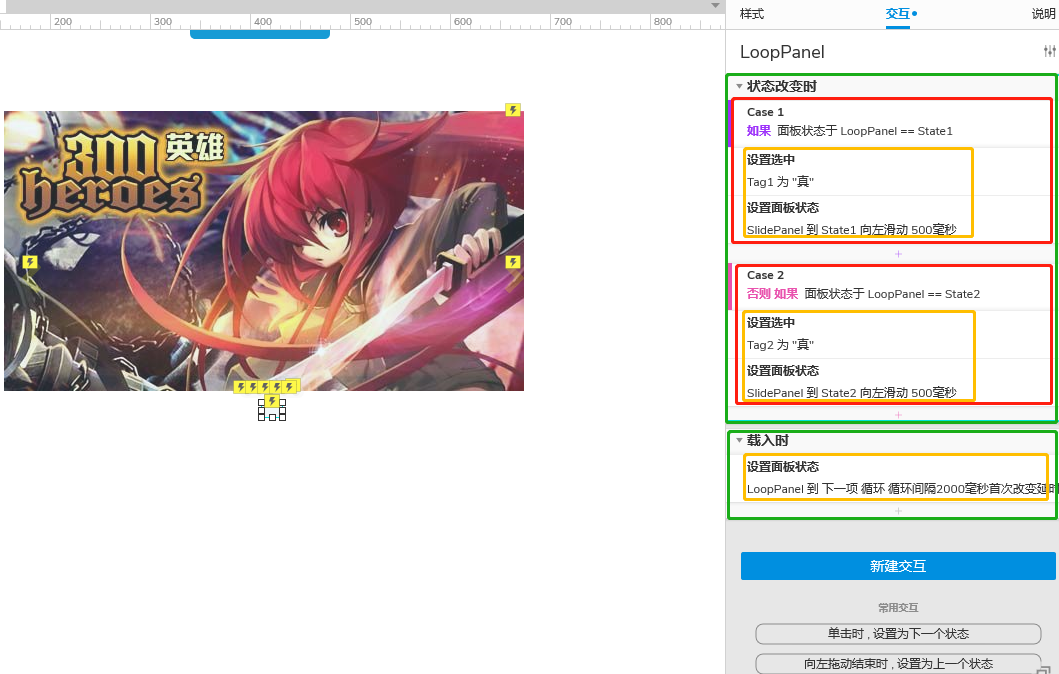 样式
交互
说明
200
300
400
500
600
700
800
LoopPanel
300
英雄
heroes
状态改变时
Case 1
如果 面板状态于 LoopPanel == State1
设置选中
Tag1 为 "真"
设置面板状态
SlidePanel 到 State1 向左滑动 500毫秒
+
Case 2
否则 如果 面板状态于 LoopPanel == State2
设置选中
Tag2 为 "真"
设置面板状态
SlidePanel 到 State2 向左滑动 500毫秒
+
载入时
设置面板状态
LoopPanel 到 下一项 循环 循环间隔2000毫秒首次改变延时
+
新建交互
常用交互
单击时 , 设置为下一个状态
向左拖动结束时 , 设置为上一个状态